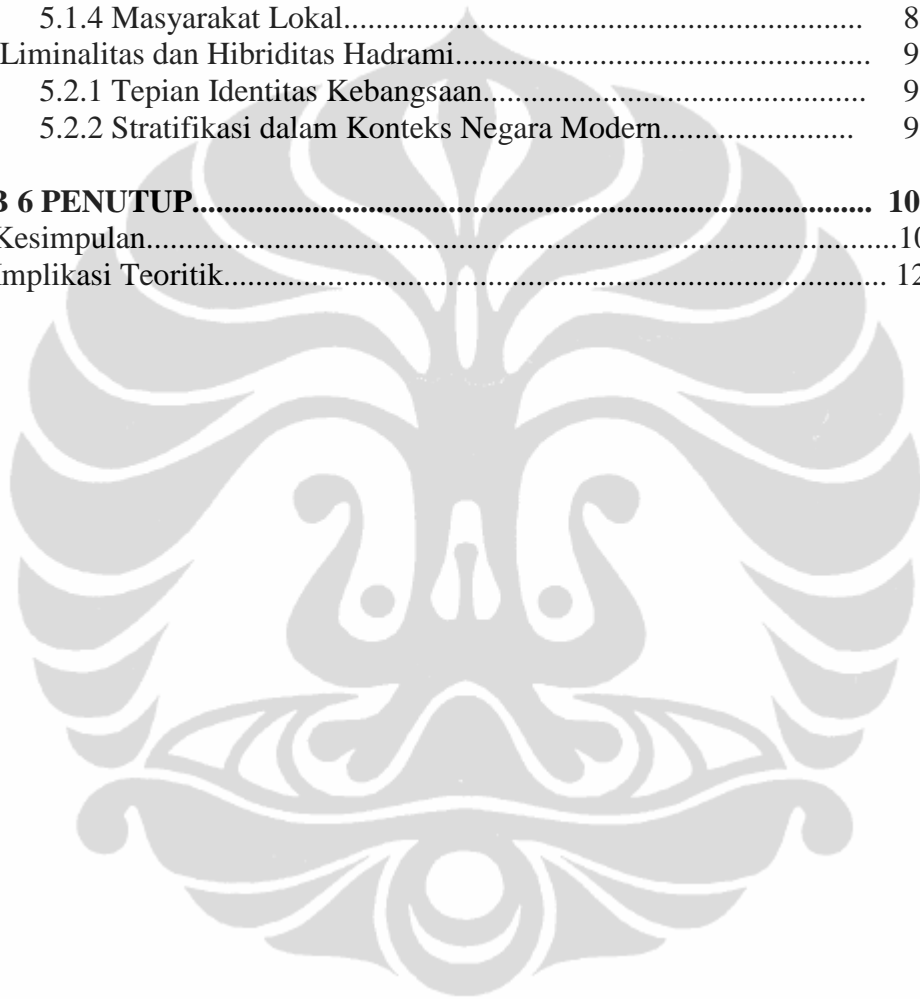 5.1.4 Masyarakat Lokal................................................................. 8
Liminalitas dan Hibriditas Hadrami.................................................... 9
5.2.1 Tepian Identitas Kebangsaan................................................ 9
5.2.2 Stratifikasi dalam Konteks Negara Modern........................ 9
B 6 PENUTUP..................................................................................... 10
Kesimpulan..............................................................................................10
Implikasi Teoritik................................................................................... 12